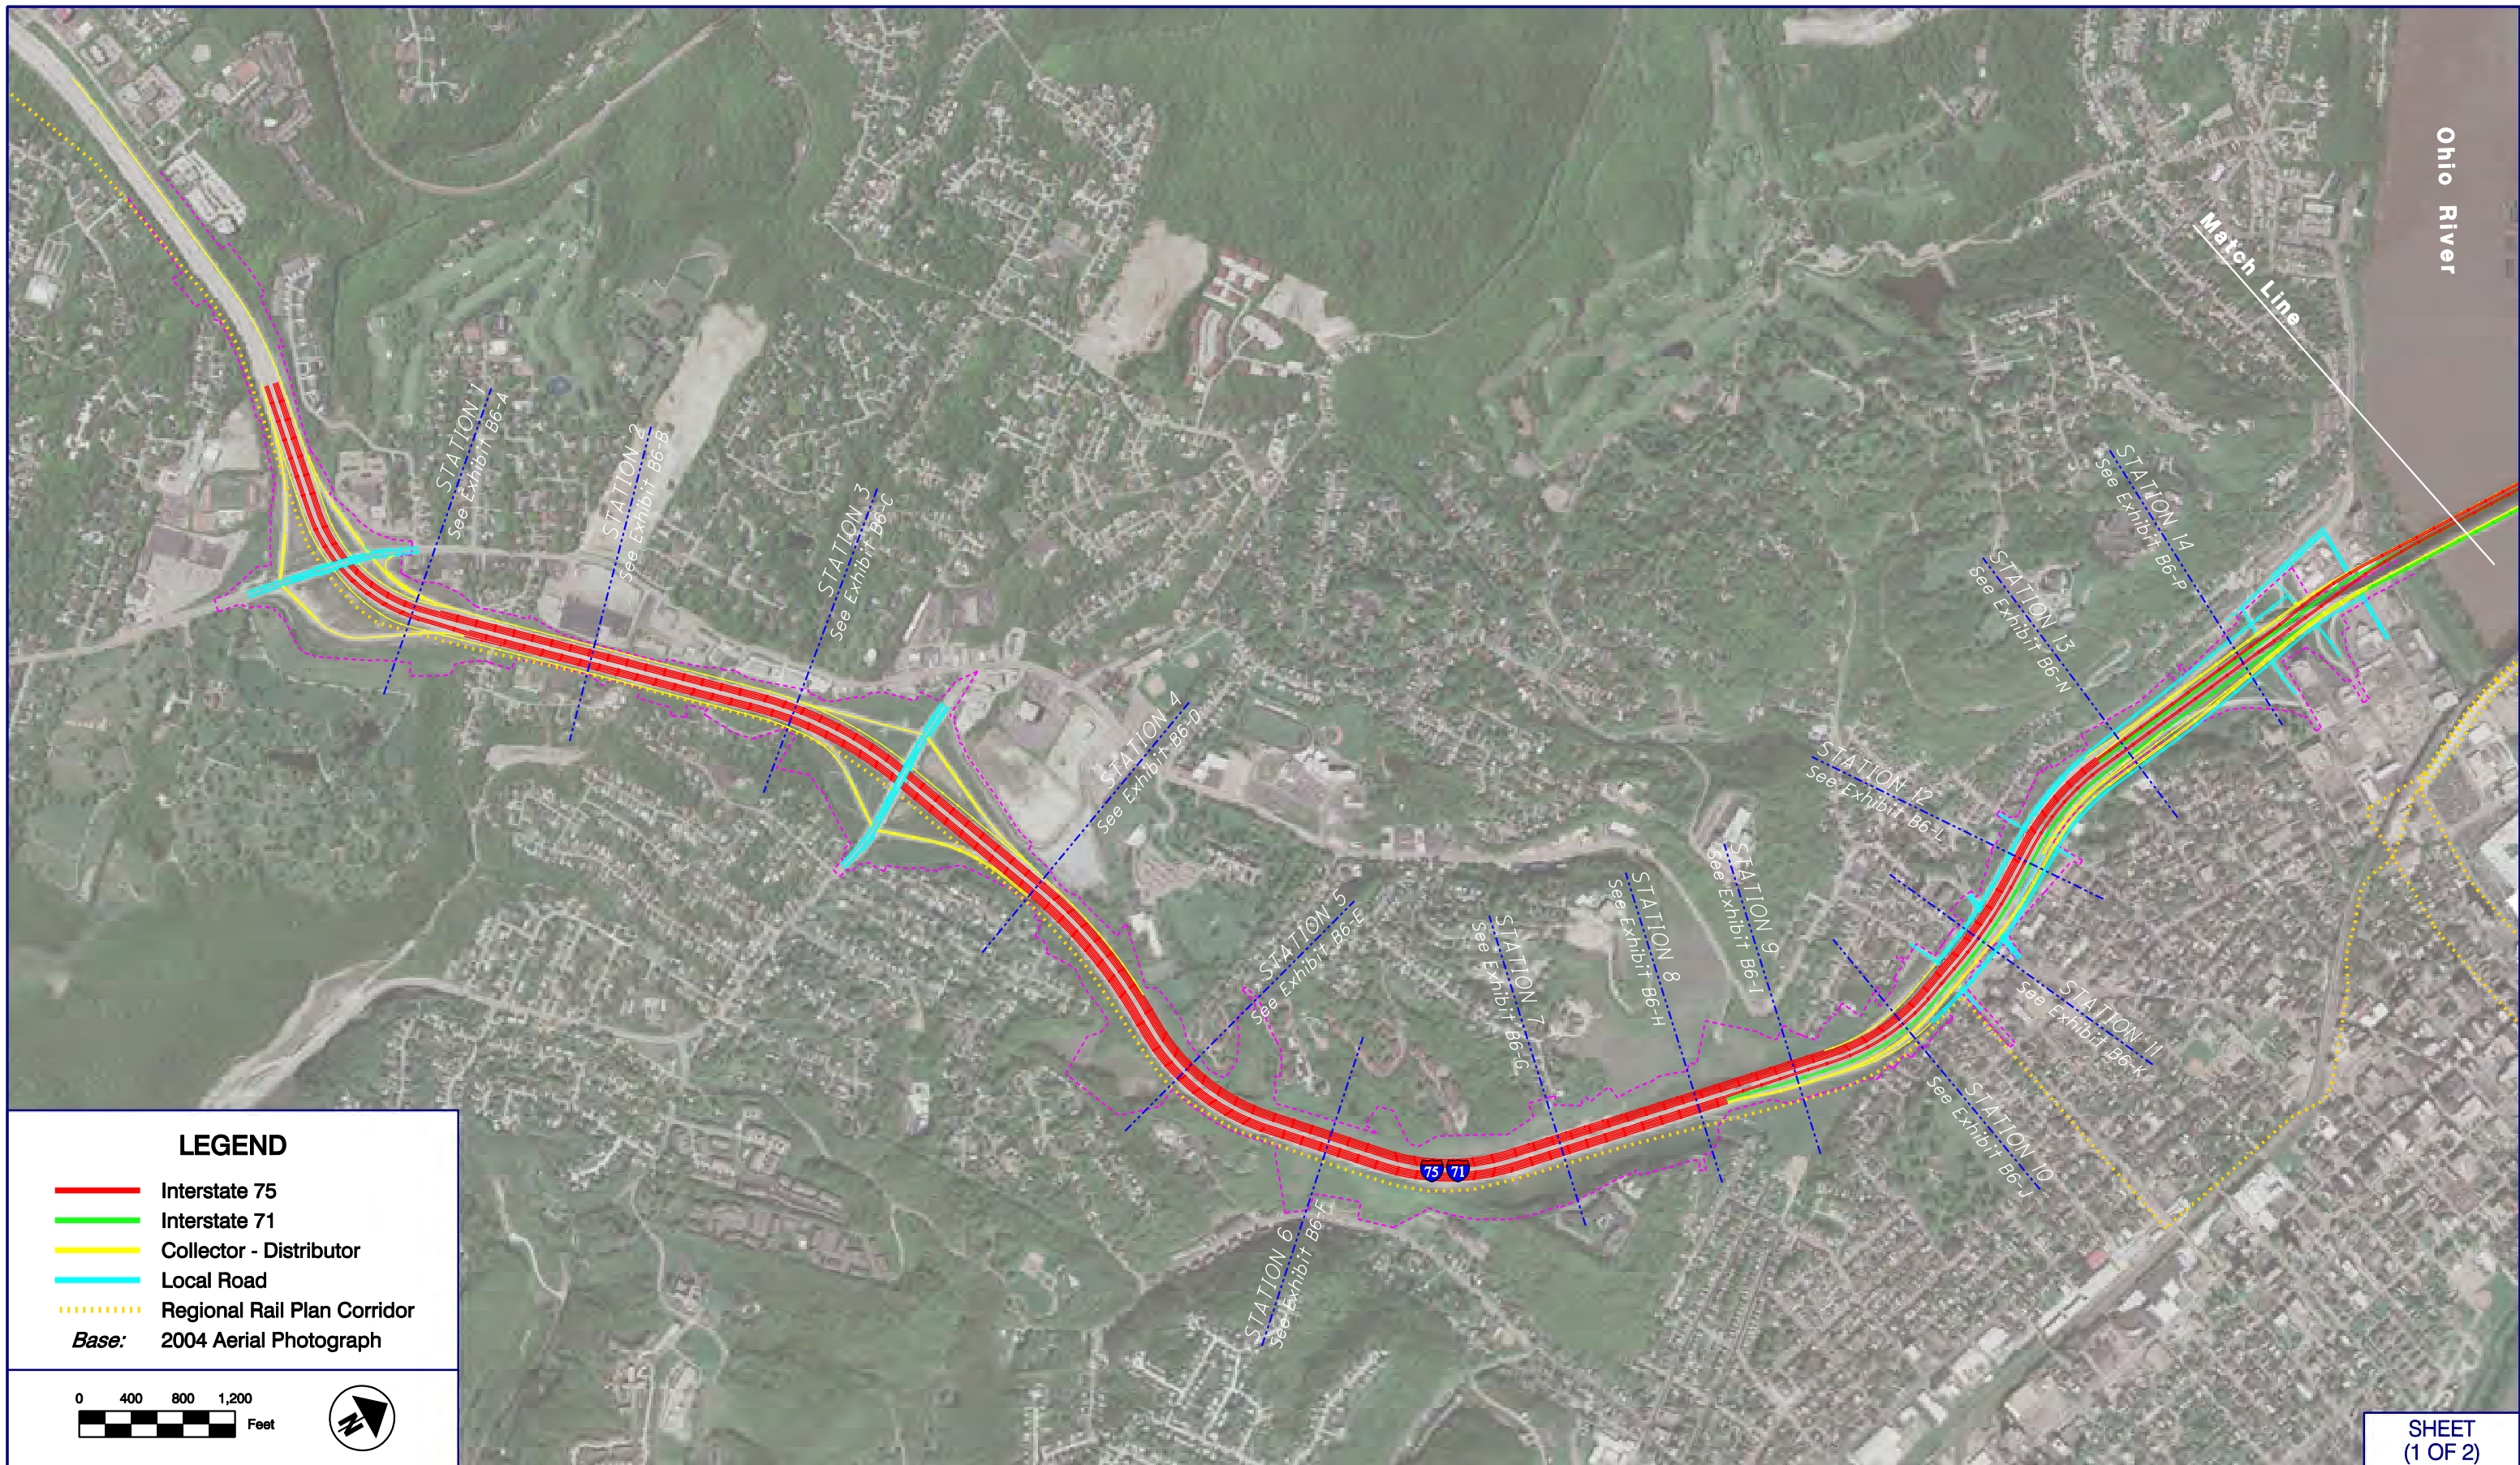 Ohio River
Match Line
STATION 1
See Exhibit B6-A
STATION 2
See Exhibit B6-B
STATION 3
See Exhibit B6-C
STATION 4
See Exhibit B6-D
STATION 5
See Exhibit B6-E
STATION 6
See Exhibit B6-F
STATION 7
See Exhibit B6-G
STATION 8
See Exhibit B6-H
STATION 9
See Exhibit B6-I
STATION 10
See Exhibit B6-J
STATION 11
See Exhibit B6-K
STATION 12
See Exhibit B6-L
STATION 13
See Exhibit B6-N
STATION 14
See Exhibit B6-P
75 71
LEGEND
Interstate 75
Interstate 71
Collector - Distributor
Local Road
Regional Rail Plan Corridor
Base: 2004 Aerial Photograph
0 400 800 1,200
Feet
N
SHEET
(1 OF 2)